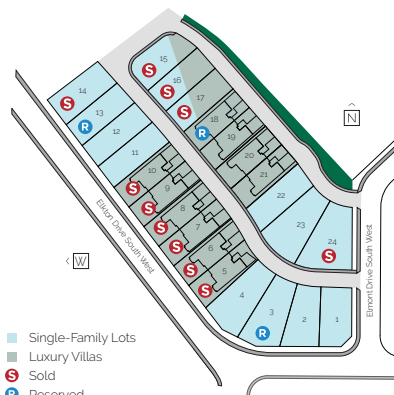 14
15
S
S
16
S
13
R
17
S
12
18
R
19
11
20
10
21
S
9
22
S
8
S
7
23
S
6
24
S
S
5
S
4
3
2
1
R
N
W
Elkton Drive South West
Elmont Drive South West
Single-Family Lots
Luxury Villas
S Sold
R Reserved